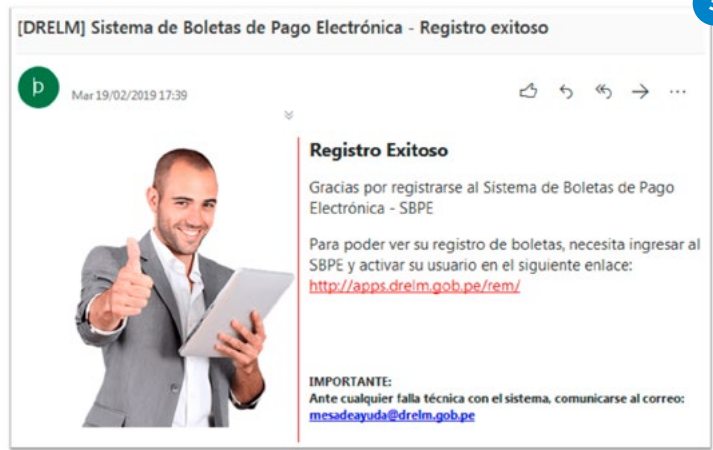 [DRELM] Sistema de Boletas de Pago Electrónica - Registro exitoso
þ
Mar 19/02/2019 17:39
Registro Exitoso
Gracias por registrarse al Sistema de Boletas de Pago
Electrónica - SBPE
Para poder ver su registro de boletas, necesita ingresar al
SBPE y activar su usuario en el siguiente enlace:
http://apps.drelm.gob.pe/rem/
IMPORTANTE:
Ante cualquier falla técnica con el sistema, comunicarse al correo:
mesadeayuda@drelm.gob.pe